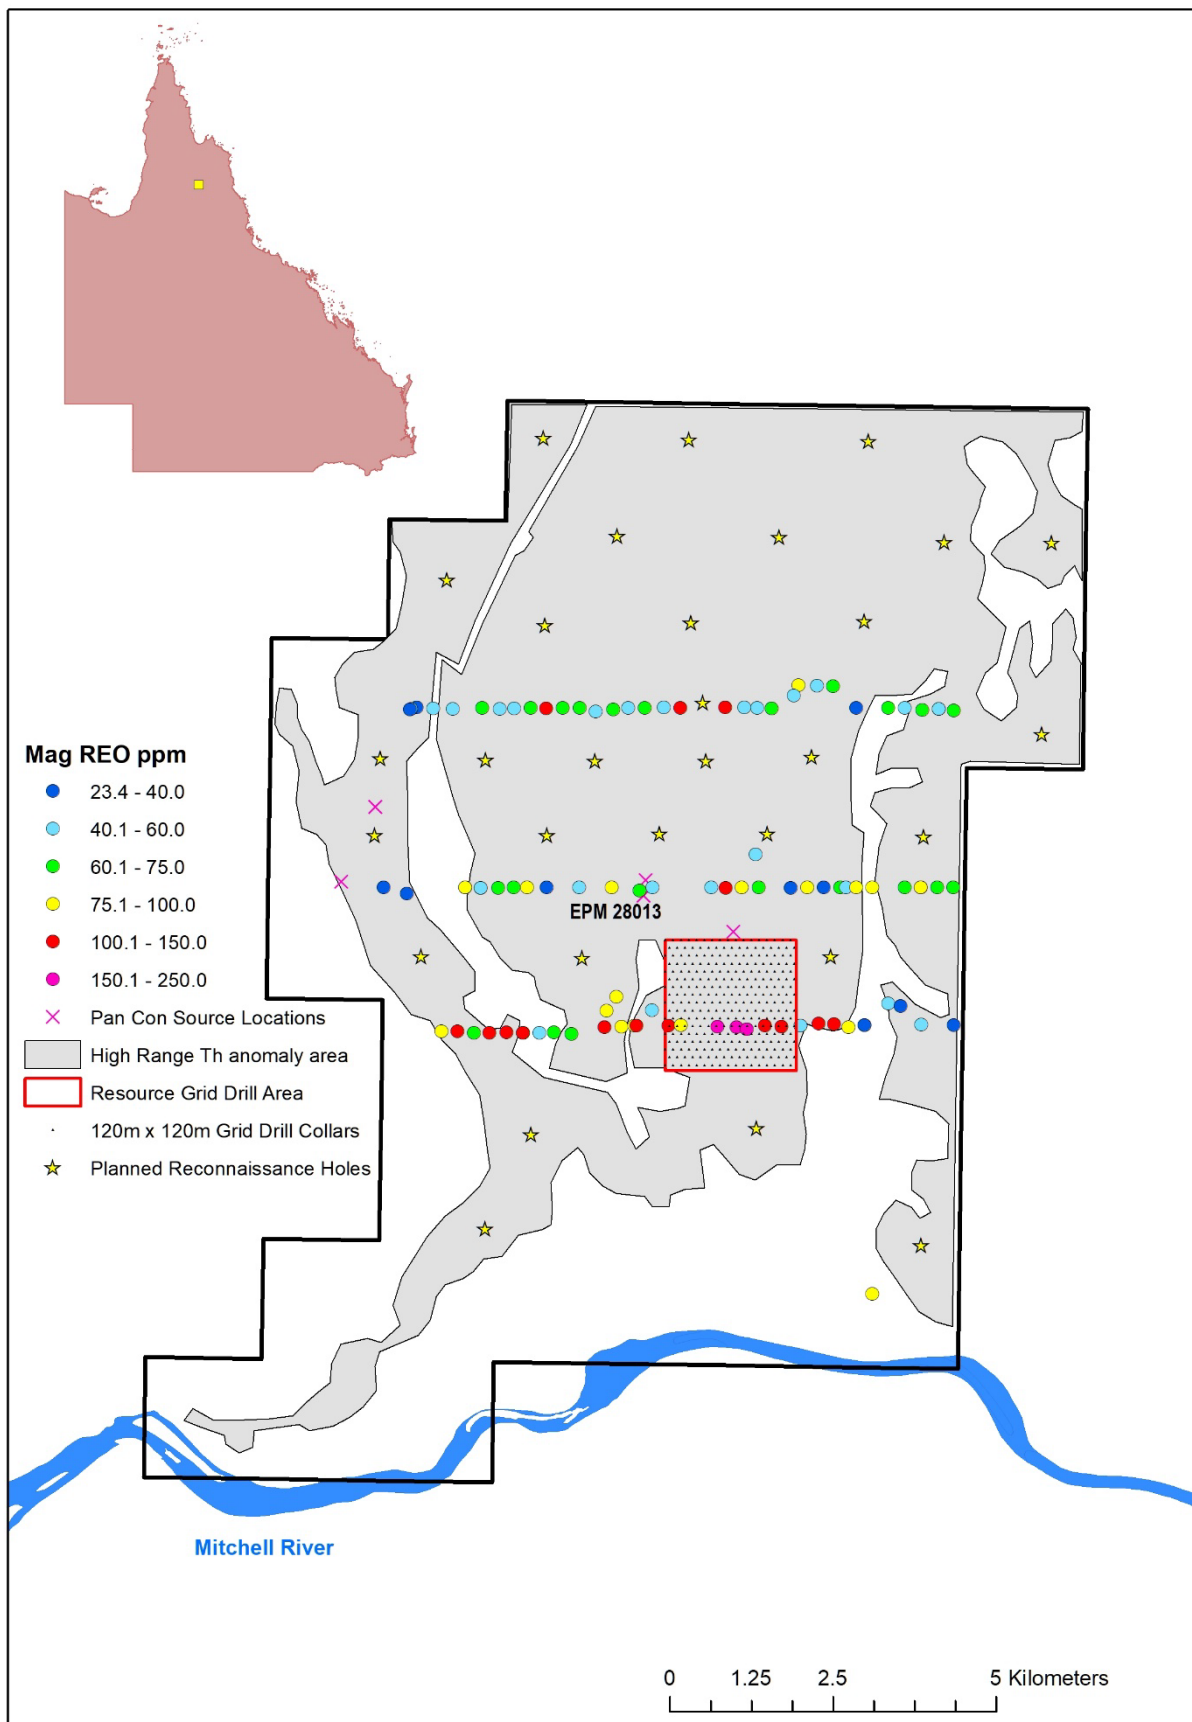 Mag REO ppm
23.4 - 40.0
40.1 - 60.0
60.1 - 75.0
75.1 - 100.0
100.1 - 150.0
150.1 - 250.0
Pan Con Source Locations
High Range Th anomaly area
Resource Grid Drill Area
120m x 120m Grid Drill Collars
Planned Reconnaissance Holes
EPM 28013
Mitchell River
0 1.25 2.5 5 Kilometers